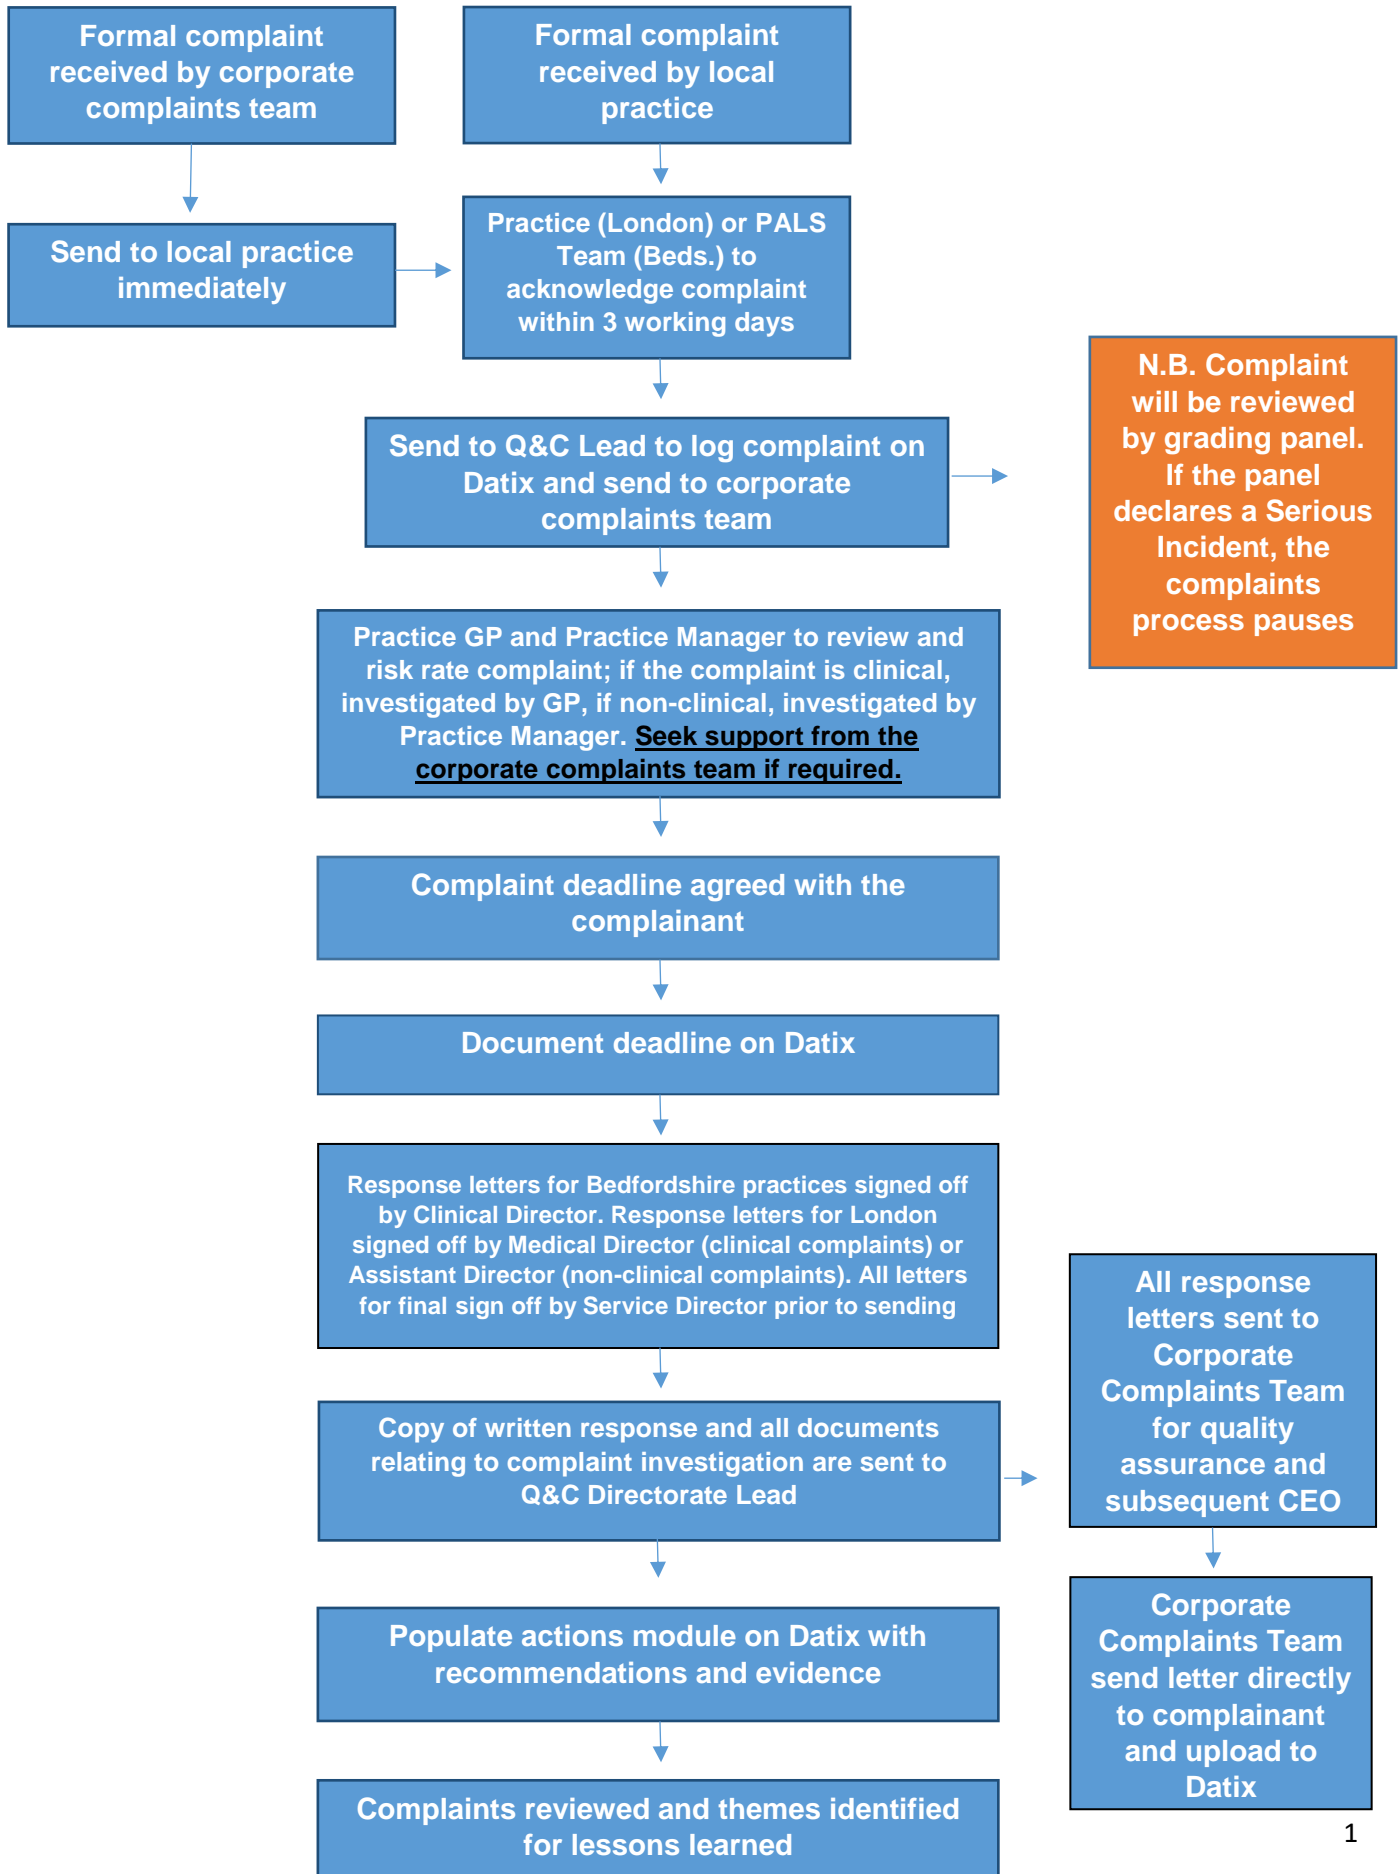 Formal complaint
received by corporate
complaints team
Formal complaint
received by local
practice
Send to local practice
immediately
Practice (London) or PALS
Team (Beds.) to
acknowledge complaint
within 3 working days
Send to Q&C Lead to log complaint on
Datix and send to corporate
complaints team
N.B. Complaint
will be reviewed
by grading panel.
If the panel
declares a Serious
Incident, the
complaints
process pauses
Practice GP and Practice Manager to review and
risk rate complaint; if the complaint is clinical,
investigated by GP, if non-clinical, investigated by
Practice Manager. Seek support from the
corporate complaints team if required.
Complaint deadline agreed with the
complainant
Document deadline on Datix
Response letters for Bedfordshire practices signed off
by Clinical Director. Response letters for London
signed off by Medical Director (clinical complaints) or
Assistant Director (non-clinical complaints). All letters
for final sign off by Service Director prior to sending
Copy of written response and all documents
relating to complaint investigation are sent to
Q&C Directorate Lead
All response
letters sent to
Corporate
Complaints Team
for quality
assurance and
subsequent CEO
Corporate
Complaints Team
send letter directly
to complainant
and upload to
Datix
Populate actions module on Datix with
recommendations and evidence
Complaints reviewed and themes identified
for lessons learned
1